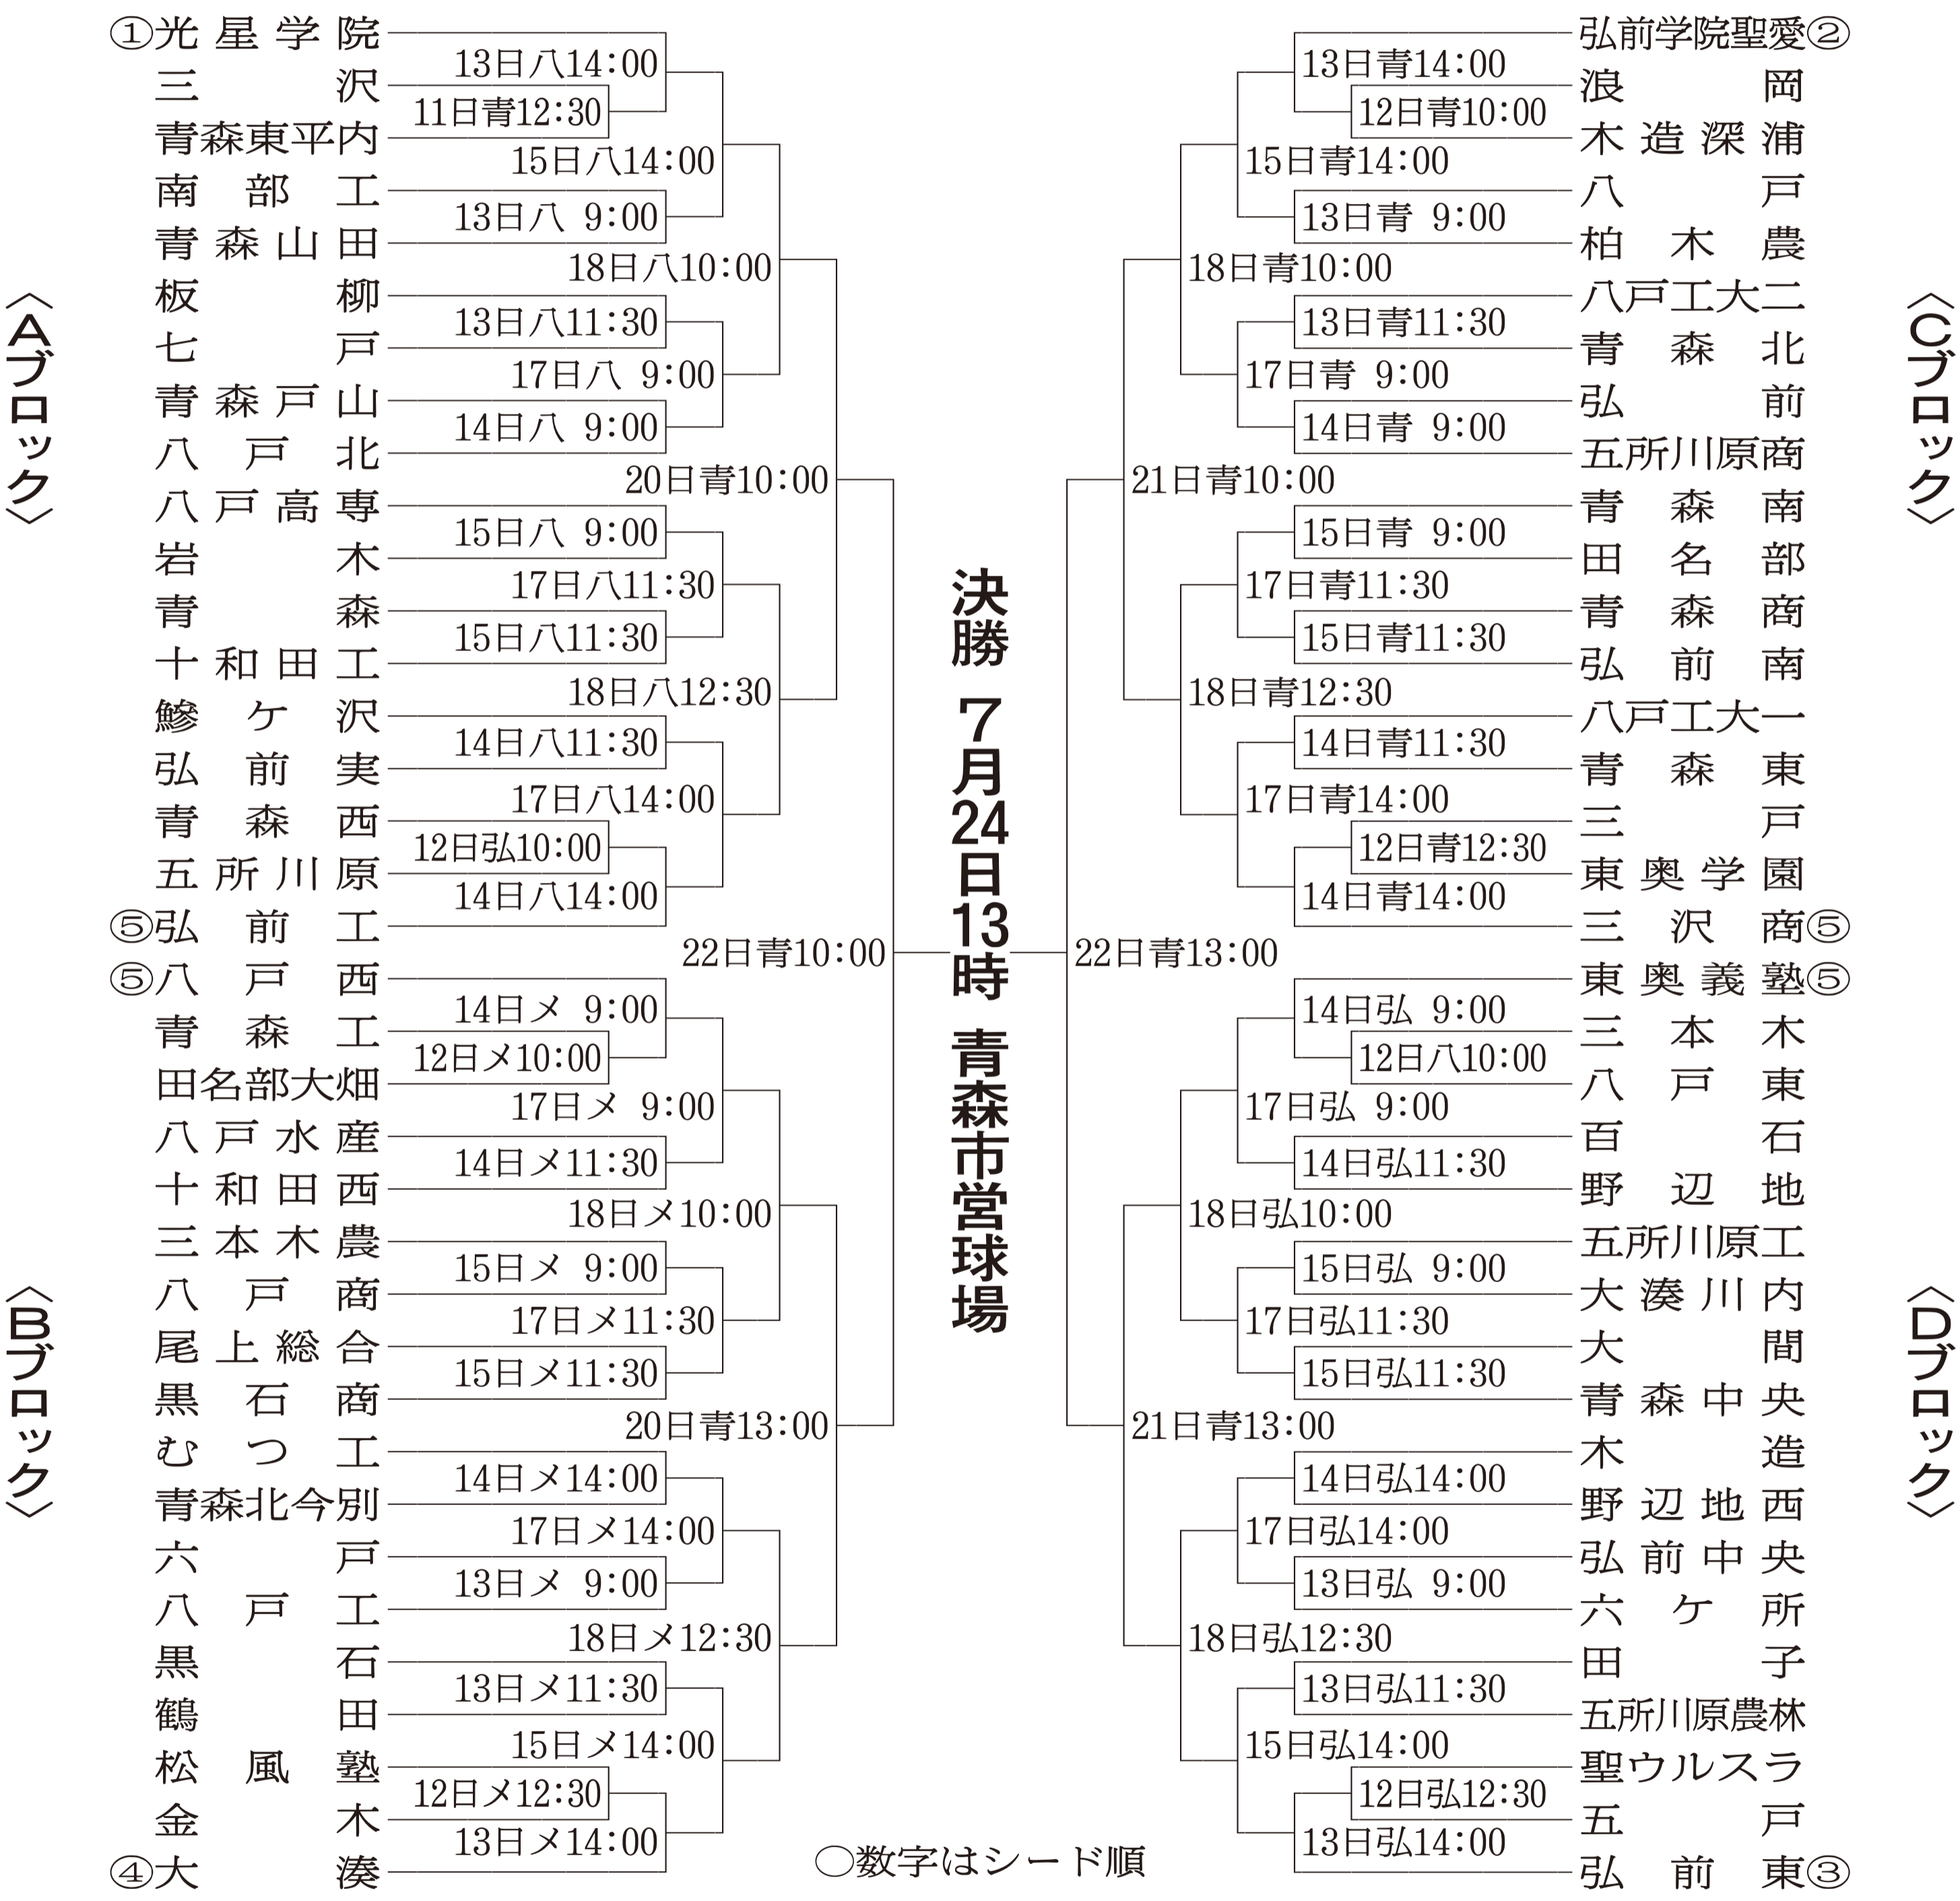 〈Aブロック〉
①光星学院
三沢
青森東平内
南部工
青森山田
板柳
七戸
青森戸山
八戸北
八戸高専
岩木
青森
十和田工
鰺ケ沢
弘前実
青森西
五所川原
⑤弘前工
13日八14:00
11日青12:30
15日八14:00
13日八 9:00
18日八10:00
13日八11:30
17日八 9:00
14日八 9:00
20日青10:00
15日八 9:00
17日八11:30
15日八11:30
18日八12:30
14日八11:30
17日八14:00
12日弘10:00
14日八14:00
22日青10:00
〈Bブロック〉
⑤八戸西
青森工
田名部大畑
八戸水産
十和田西
三本木農
八戸商
尾上総合
黒石商
むつ工
青森北今別
六戸
八戸工
黒石
鶴田
松風塾
金木
④大湊
14日メ 9:00
12日メ10:00
17日メ 9:00
14日メ11:30
18日メ10:00
15日メ 9:00
17日メ11:30
15日メ11:30
20日青13:00
14日メ14:00
17日メ14:00
13日メ 9:00
18日メ12:30
13日メ11:30
15日メ14:00
12日メ12:30
13日メ14:00
決勝 7月24日13時 青森市営球場
〈Cブロック〉
弘前学院聖愛②
浪岡
木造深浦
八戸
柏木農
八戸工大二
青森北
弘前
五所川原商
青森南
田名部
青森商
弘前南
八戸工大一
青森東
三戸
東奥学園
三沢商⑤
13日青14:00
12日青10:00
15日青14:00
13日青 9:00
18日青10:00
13日青11:30
17日青 9:00
14日青 9:00
21日青10:00
15日青 9:00
17日青11:30
15日青11:30
18日青12:30
14日青11:30
17日青14:00
12日青12:30
14日青14:00
22日青13:00
〈Dブロック〉
東奥義塾⑤
三本木
八戸東
百石
野辺地
五所川原工
大湊川内
大間
青森中央
木造
野辺地西
弘前中央
六ケ所
田子
五所川原農林
聖ウルスラ
五戸
弘前東③
14日弘 9:00
12日八10:00
17日弘 9:00
14日弘11:30
18日弘10:00
15日弘 9:00
17日弘11:30
15日弘11:30
21日青13:00
14日弘14:00
17日弘14:00
13日弘 9:00
18日弘12:30
13日弘11:30
15日弘14:00
12日弘12:30
13日弘14:00
○数字はシード順